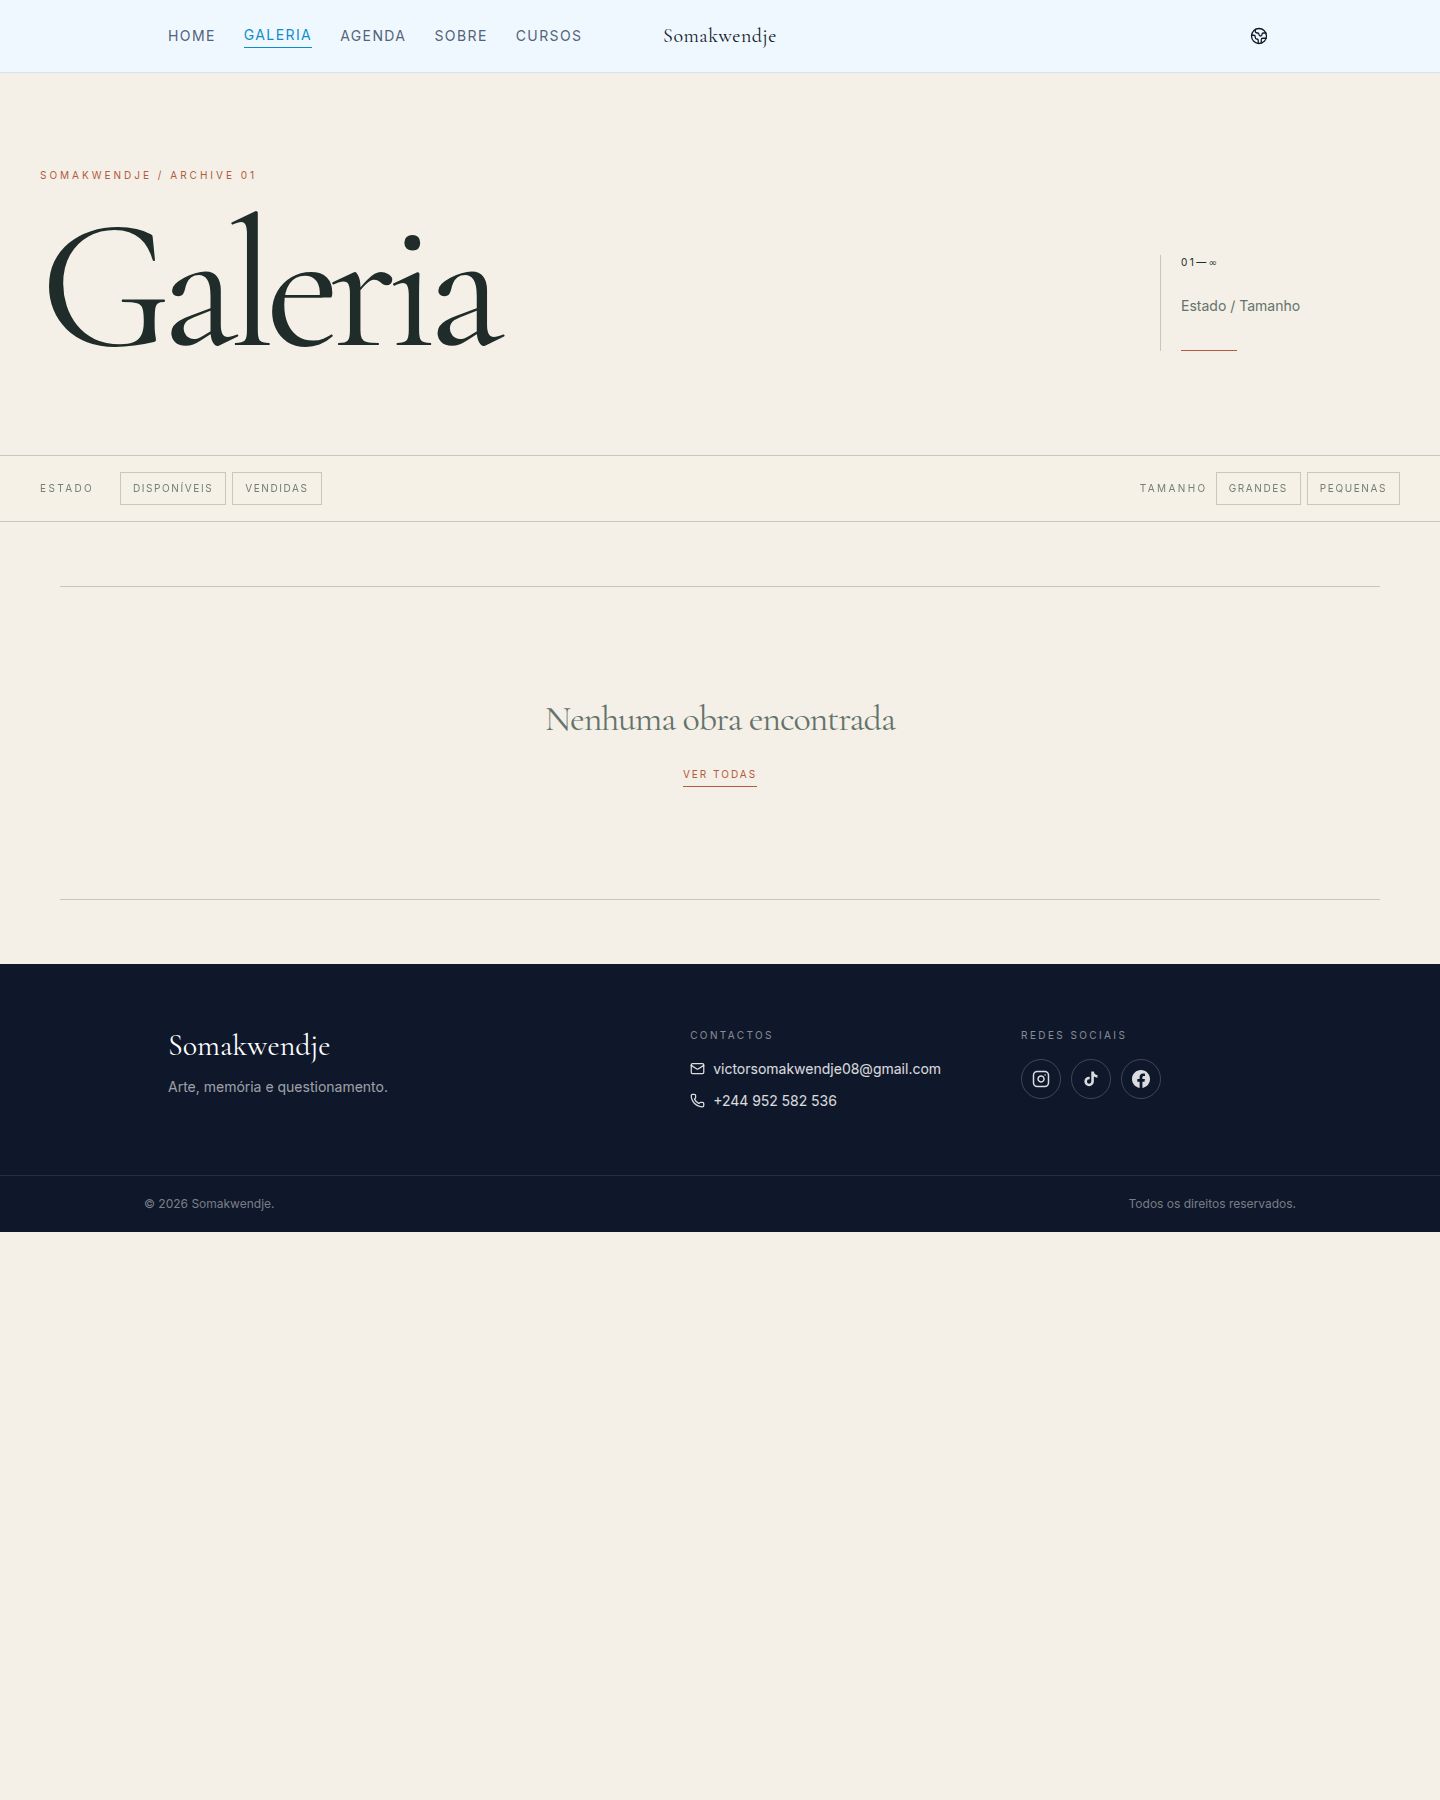 HOME GALERIA AGENDA SOBRE CURSOS Somakwendje
SOMAKWENDJE / ARCHIVE 01
Galeria
01—∞
Estado / Tamanho
ESTADO DISPONÍVEIS VENDIDAS TAMANHO GRANDES PEQUENAS
Nenhuma obra encontrada
VER TODAS
Somakwendje
Arte, memória e questionamento.
CONTACTOS
victorsomakwendje08@gmail.com
+244 952 582 536
REDES SOCIAIS
© 2026 Somakwendje. Todos os direitos reservados.